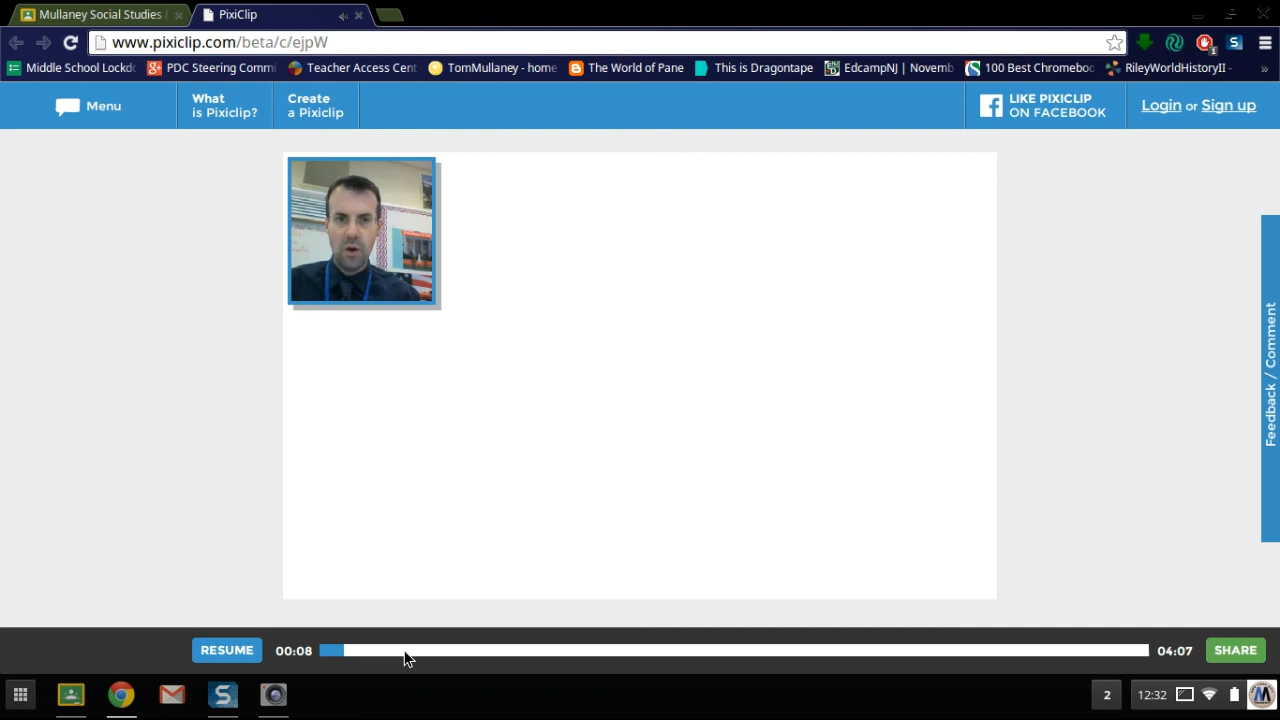 Mullaney Social Studies
PixiClip
www.pixiclip.com/beta/c/ejpW
Middle School Lockdo
PDC Steering Commi
Teacher Access Cent
TomMullaney - home
The World of Pane
This is Dragontape
EdcampNJ | Novemb
100 Best Chromeboo
RileyWorldHistoryII -
»
Menu
What
is Pixiclip?
Create
a Pixiclip
LIKE PIXICLIP
ON FACEBOOK
Login or Sign up
Feedback / Comment
RESUME
00:08
04:07
SHARE
2
12:32